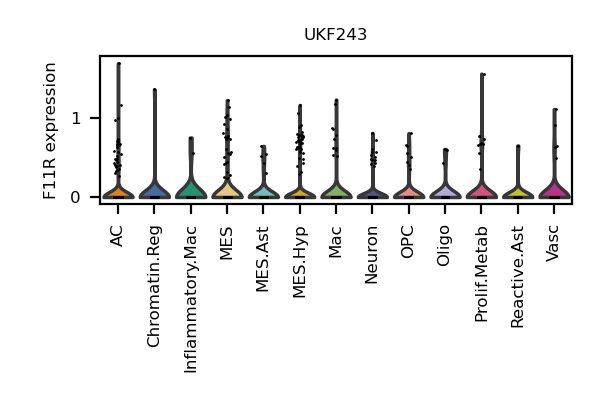 UKF243
F11R expression
1
0
AC
Chromatin.Reg
Inflammatory.Mac
MES
MES.Ast
MES.Hyp
Mac
Neuron
OPC
Oligo
Prolif.Metab
Reactive.Ast
Vasc